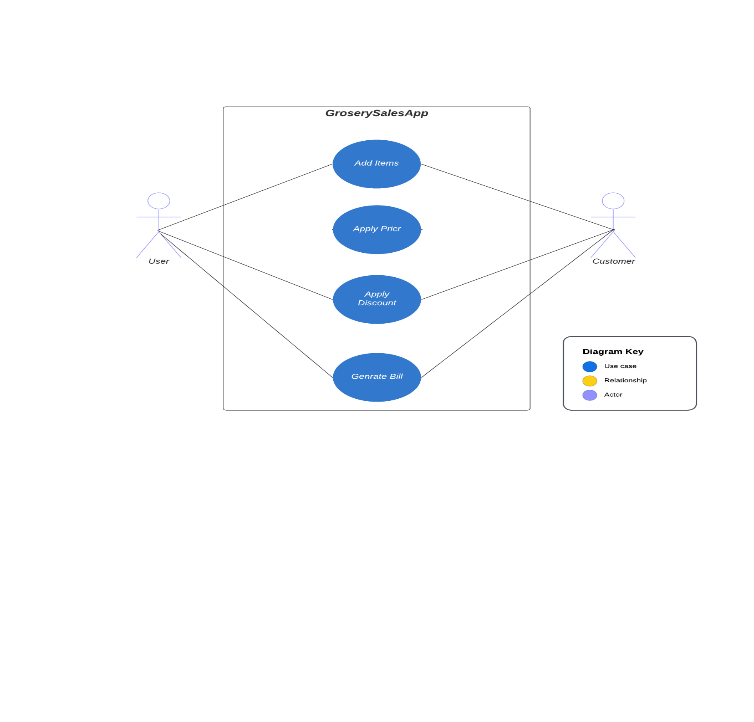 GroserySalesApp
Add Items
Apply Pricr
User
Customer
Apply
Discount
Genrate Bill
Diagram Key
Use case
Relationship
Actor